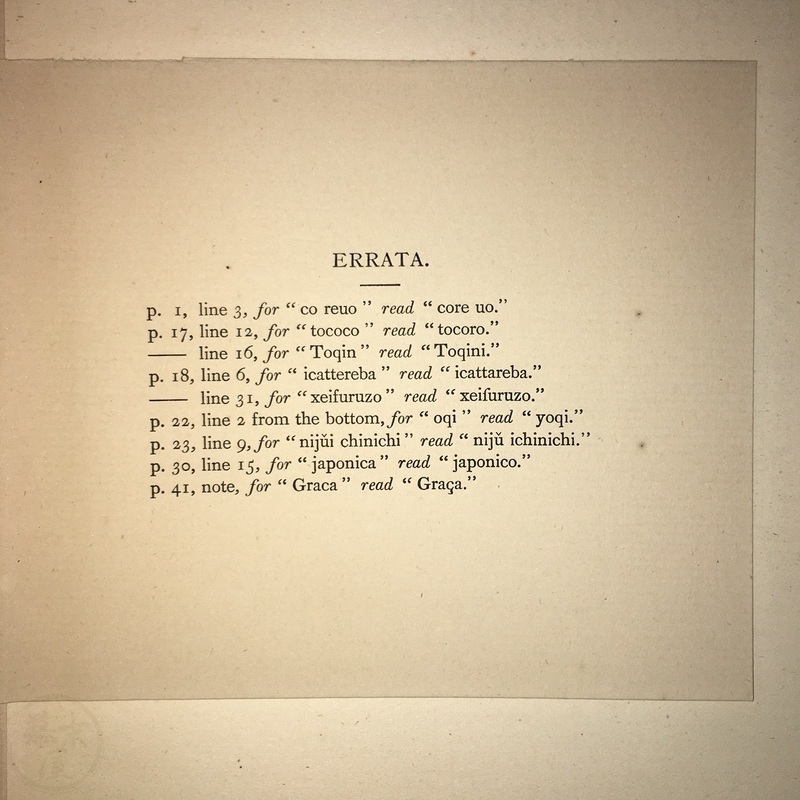 ERRATA.
p. 1, line 3, for “ co reuo ” read “ core uo.”
p. 17, line 12, for “ tococo ” read “ tocoro.”
—— line 16, for “ Toqin ” read “ Toqini.”
p. 18, line 6, for “ icattereba ” read “ icattareba.”
—— line 31, for “ xeifuruzo ” read “ xeiſuruzo.”
p. 22, line 2 from the bottom, for “ oqi ” read “ yoqi.”
p. 23, line 9, for “ nijŭi chinichi ” read “ nijŭ ichinichi.”
p. 30, line 15, for “ japonica ” read “ japonico.”
p. 41, note, for “ Graca ” read “ Graça.”